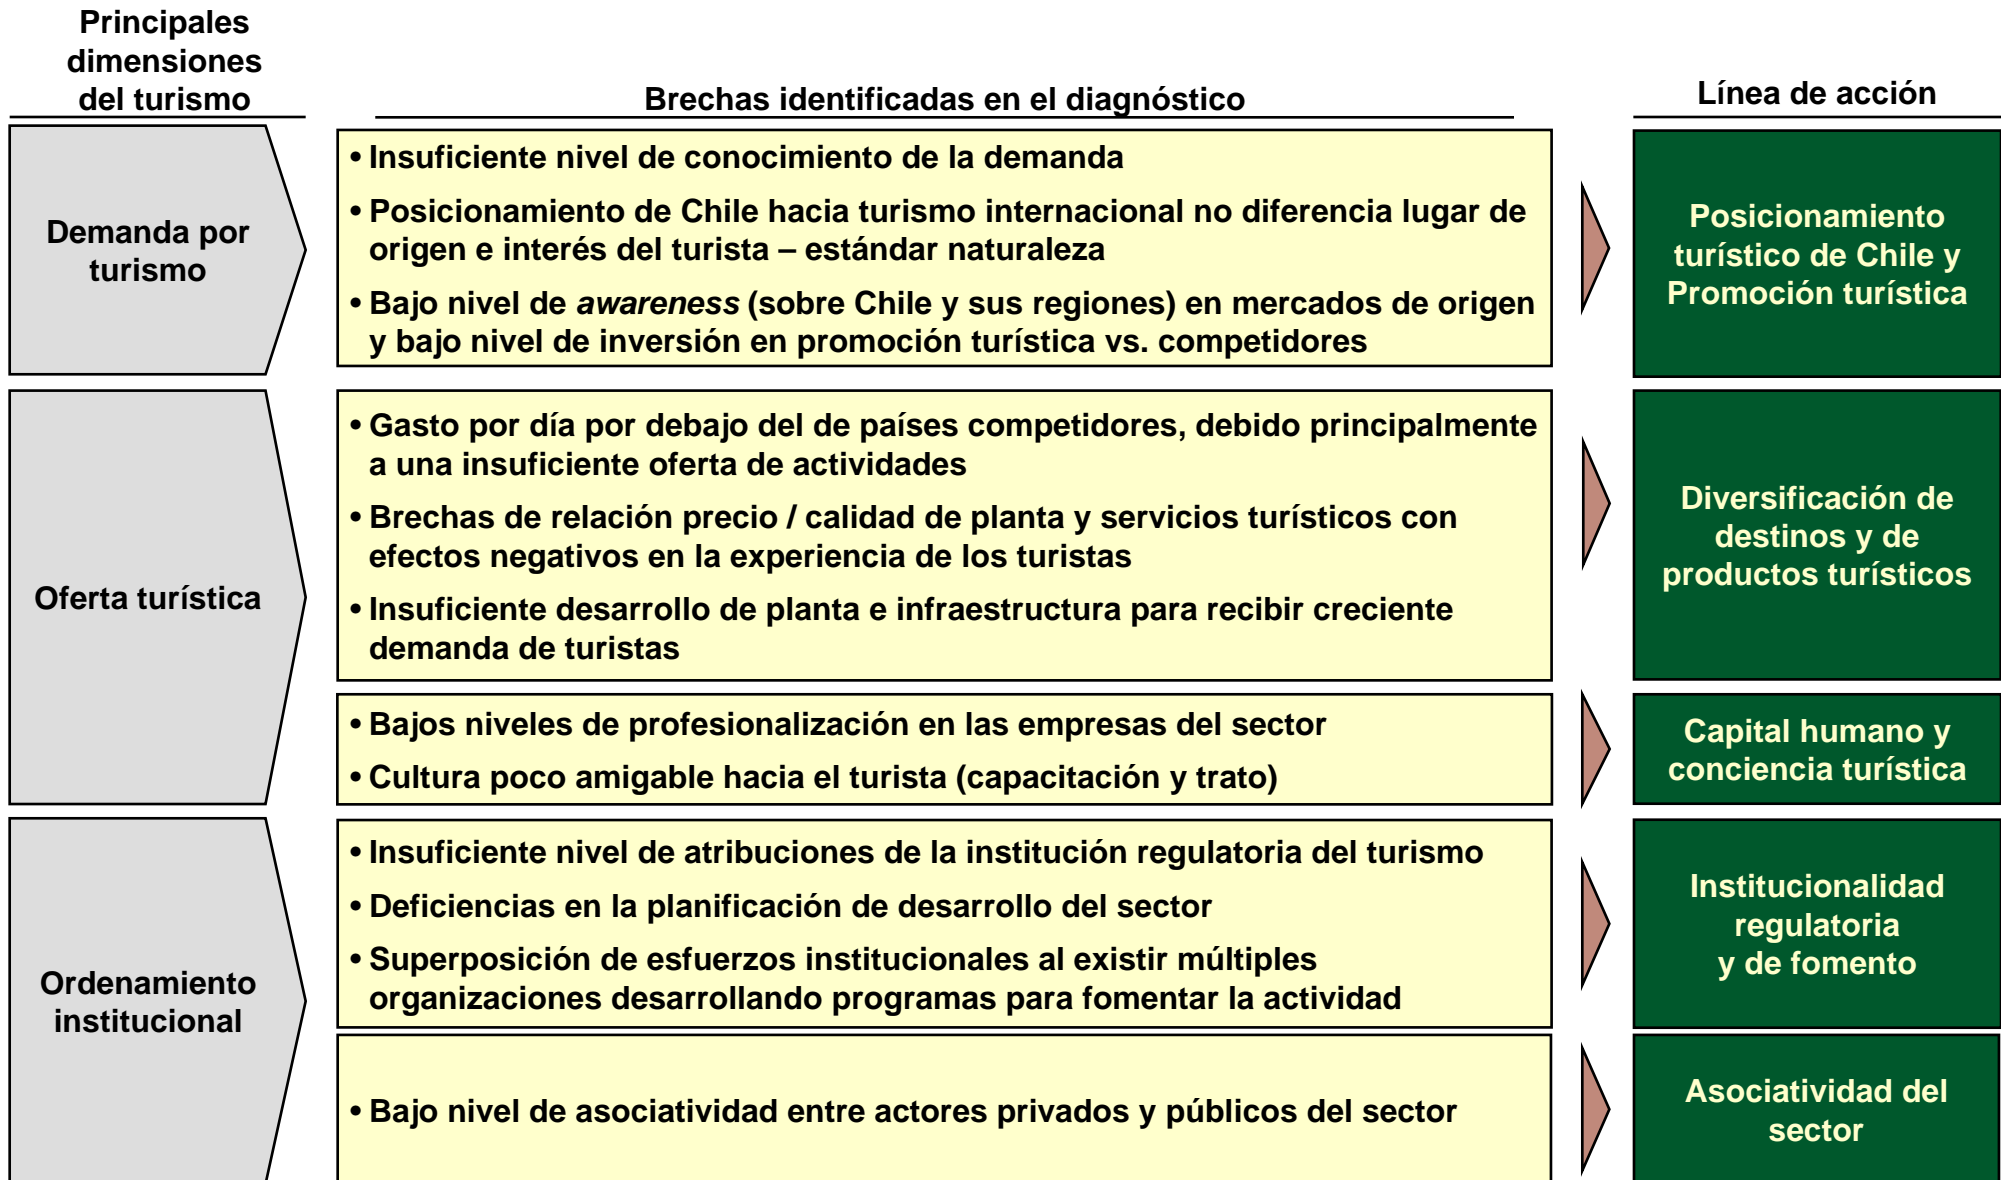 Principales
dimensiones
del turismo
Brechas identificadas en el diagnóstico
Línea de acción
Demanda por
turismo
• Insuficiente nivel de conocimiento de la demanda
• Posicionamiento de Chile hacia turismo internacional no diferencia lugar de
origen e interés del turista – estándar naturaleza
• Bajo nivel de awareness (sobre Chile y sus regiones) en mercados de origen
y bajo nivel de inversión en promoción turística vs. competidores
Posicionamiento
turístico de Chile y
Promoción turística
Oferta turística
• Gasto por día por debajo del de países competidores, debido principalmente
a una insuficiente oferta de actividades
• Brechas de relación precio / calidad de planta y servicios turísticos con
efectos negativos en la experiencia de los turistas
• Insuficiente desarrollo de planta e infraestructura para recibir creciente
demanda de turistas
Diversificación de
destinos y de
productos turísticos
• Bajos niveles de profesionalización en las empresas del sector
• Cultura poco amigable hacia el turista (capacitación y trato)
Capital humano y
conciencia turística
Ordenamiento
institucional
• Insuficiente nivel de atribuciones de la institución regulatoria del turismo
• Deficiencias en la planificación de desarrollo del sector
• Superposición de esfuerzos institucionales al existir múltiples
organizaciones desarrollando programas para fomentar la actividad
Institucionalidad
regulatoria
y de fomento
• Bajo nivel de asociatividad entre actores privados y públicos del sector
Asociatividad del
sector